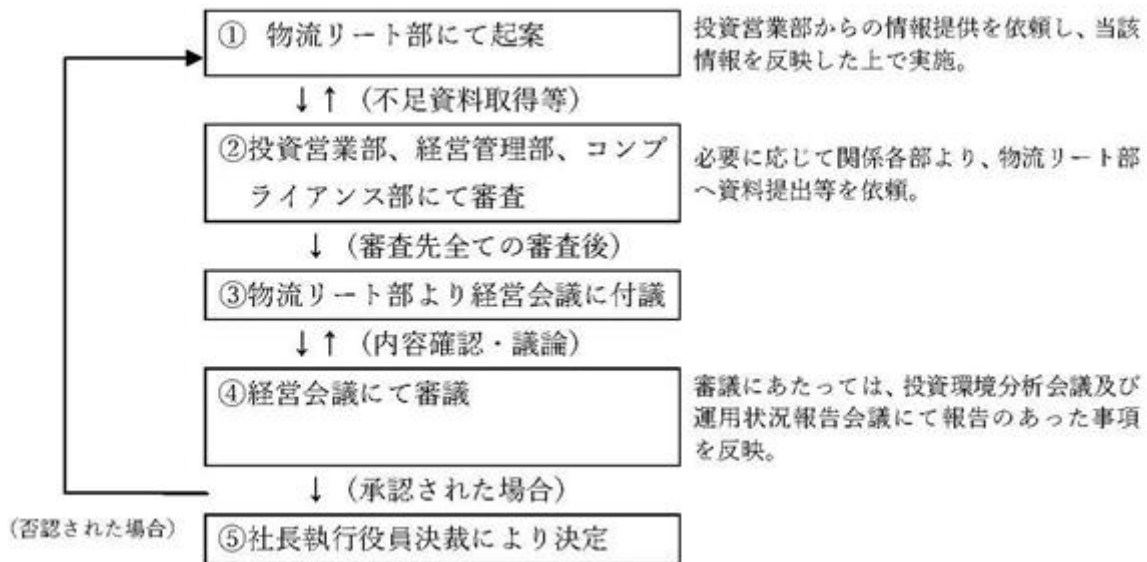 ① 物流リート部にて起案
投資営業部からの情報提供を依頼し、当該
情報を反映した上で実施。
↓↑（不足資料取得等）
②投資営業部、経営管理部、コンプ
ライアンス部にて審査
必要に応じて関係各部より、物流リート部
へ資料提出等を依頼。
↓（審査先全ての審査後）
③物流リート部より経営会議に付議
↓↑（内容確認・議論）
④経営会議にて審議
審議にあたっては、投資環境分析会議及び
運用状況報告会議にて報告のあった事項
を反映。
↓（承認された場合）
（否認された場合）
⑤社長執行役員決裁により決定